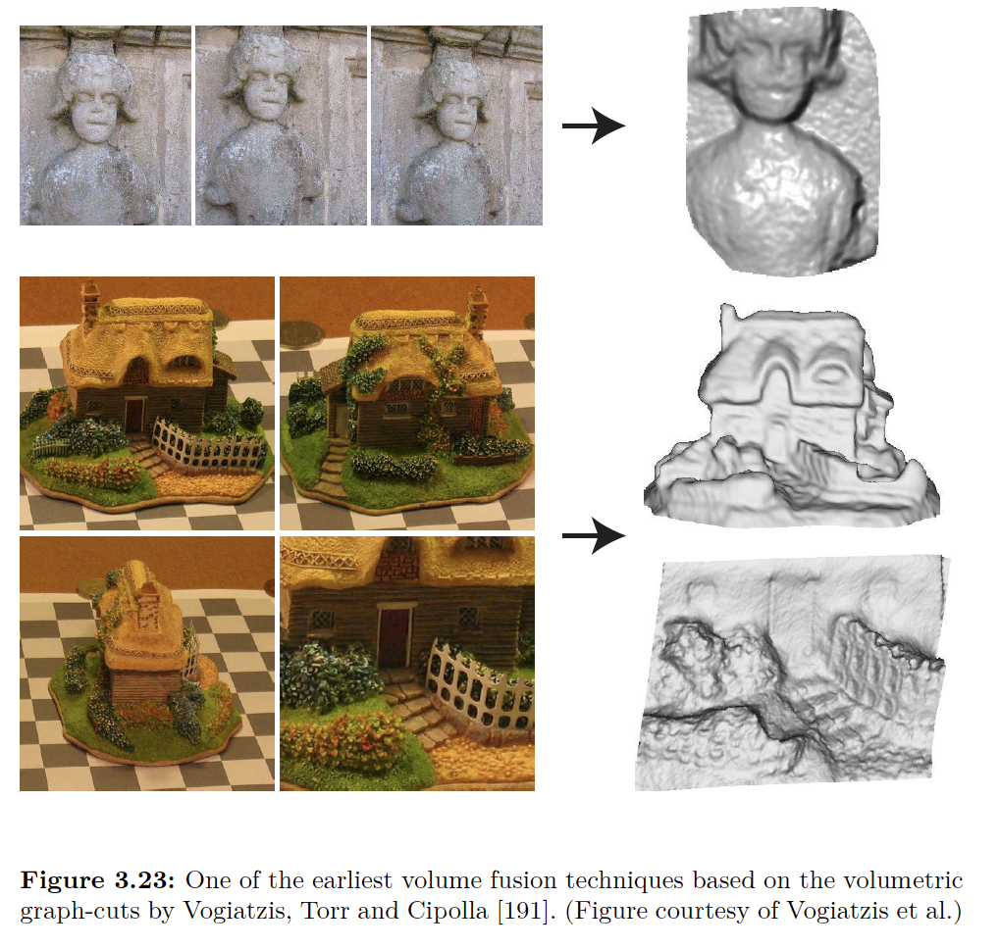 Figure 3.23: One of the earliest volume fusion techniques based on the volumetric
graph-cuts by Vogiatzis, Torr and Cipolla [191]. (Figure courtesy of Vogiatzis et al.)